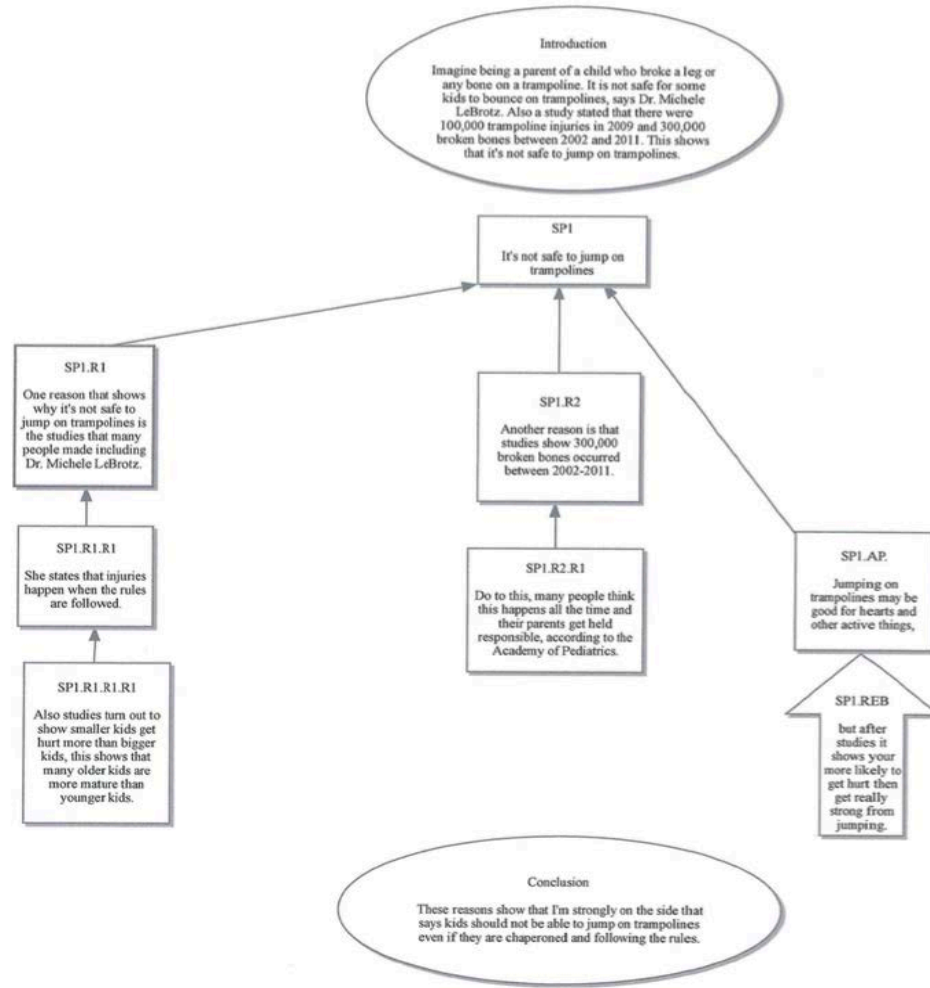 Introduction
Imagine being a parent of a child who broke a leg or
any bone on a trampoline. It is not safe for some
kids to bounce on trampolines, says Dr. Michele
LeBrotz. Also a study stated that there were
100,000 trampoline injuries in 2009 and 300,000
broken bones between 2002 and 2011. This shows
that it's not safe to jump on trampolines.
SP1
It's not safe to jump on
trampolines
SP1.R1
One reason that shows
why it's not safe to
jump on trampolines is
the studies that many
people made including
Dr. Michele LeBrotz.
SP1.R1.R1
She states that injuries
happen when the rules
are followed.
SP1.R1.R1.R1
Also studies turn out to
show smaller kids get
hurt more than bigger
kids, this shows that
many older kids are
more mature than
younger kids.
SP1.R2
Another reason is that
studies show 300,000
broken bones occurred
between 2002-2011.
SP1.R2.R1
Do to this, many people think
this happens all the time and
their parents get held
responsible, according to the
Academy of Pediatrics.
SP1.AP.
Jumping on
trampolines may be
good for hearts and
other active things,
SP1.REB
but after
studies it
shows your
more likely to
get hurt then
get really
strong from
jumping.
Conclusion
These reasons show that I'm strongly on the side that
says kids should not be able to jump on trampolines
even if they are chaperoned and following the rules.